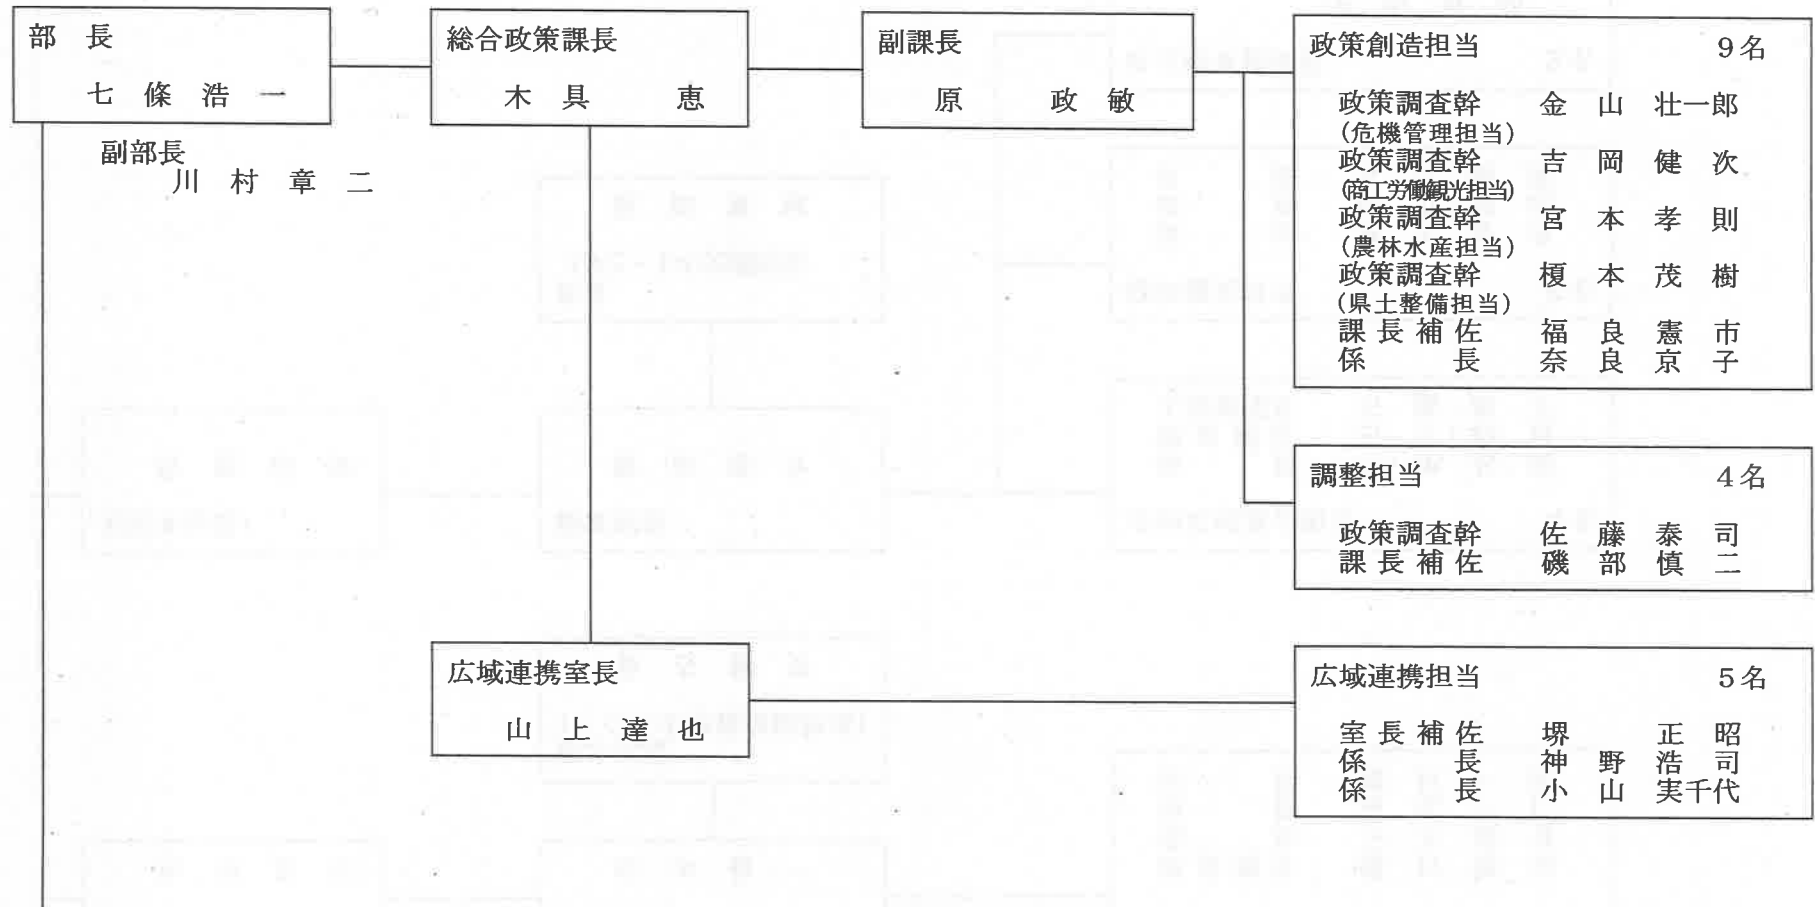 部　長
七　條　浩　一
副部長
川　村　章　二
総合政策課長
木　具　　　恵
副課長
原　　　政　敏
政策創造担当　　9名
政策調査幹　金　山　壮一郎
(危機管理担当)
政策調査幹　吉　岡　健　次
(商工労働観光担当)
政策調査幹　宮　本　孝　則
(農林水産担当)
政策調査幹　榎　本　茂　樹
(県土整備担当)
課長補佐　福　良　憲　市
係　　　長　奈　良　京　子
調整担当　　4名
政策調査幹　佐　藤　泰　司
課長補佐　磯　部　慎　二
広域連携室長
山　上　達　也
広域連携担当　　5名
室長補佐　堺　　　正　昭
係　　　長　神　野　浩　司
係　　　長　小　山　実千代